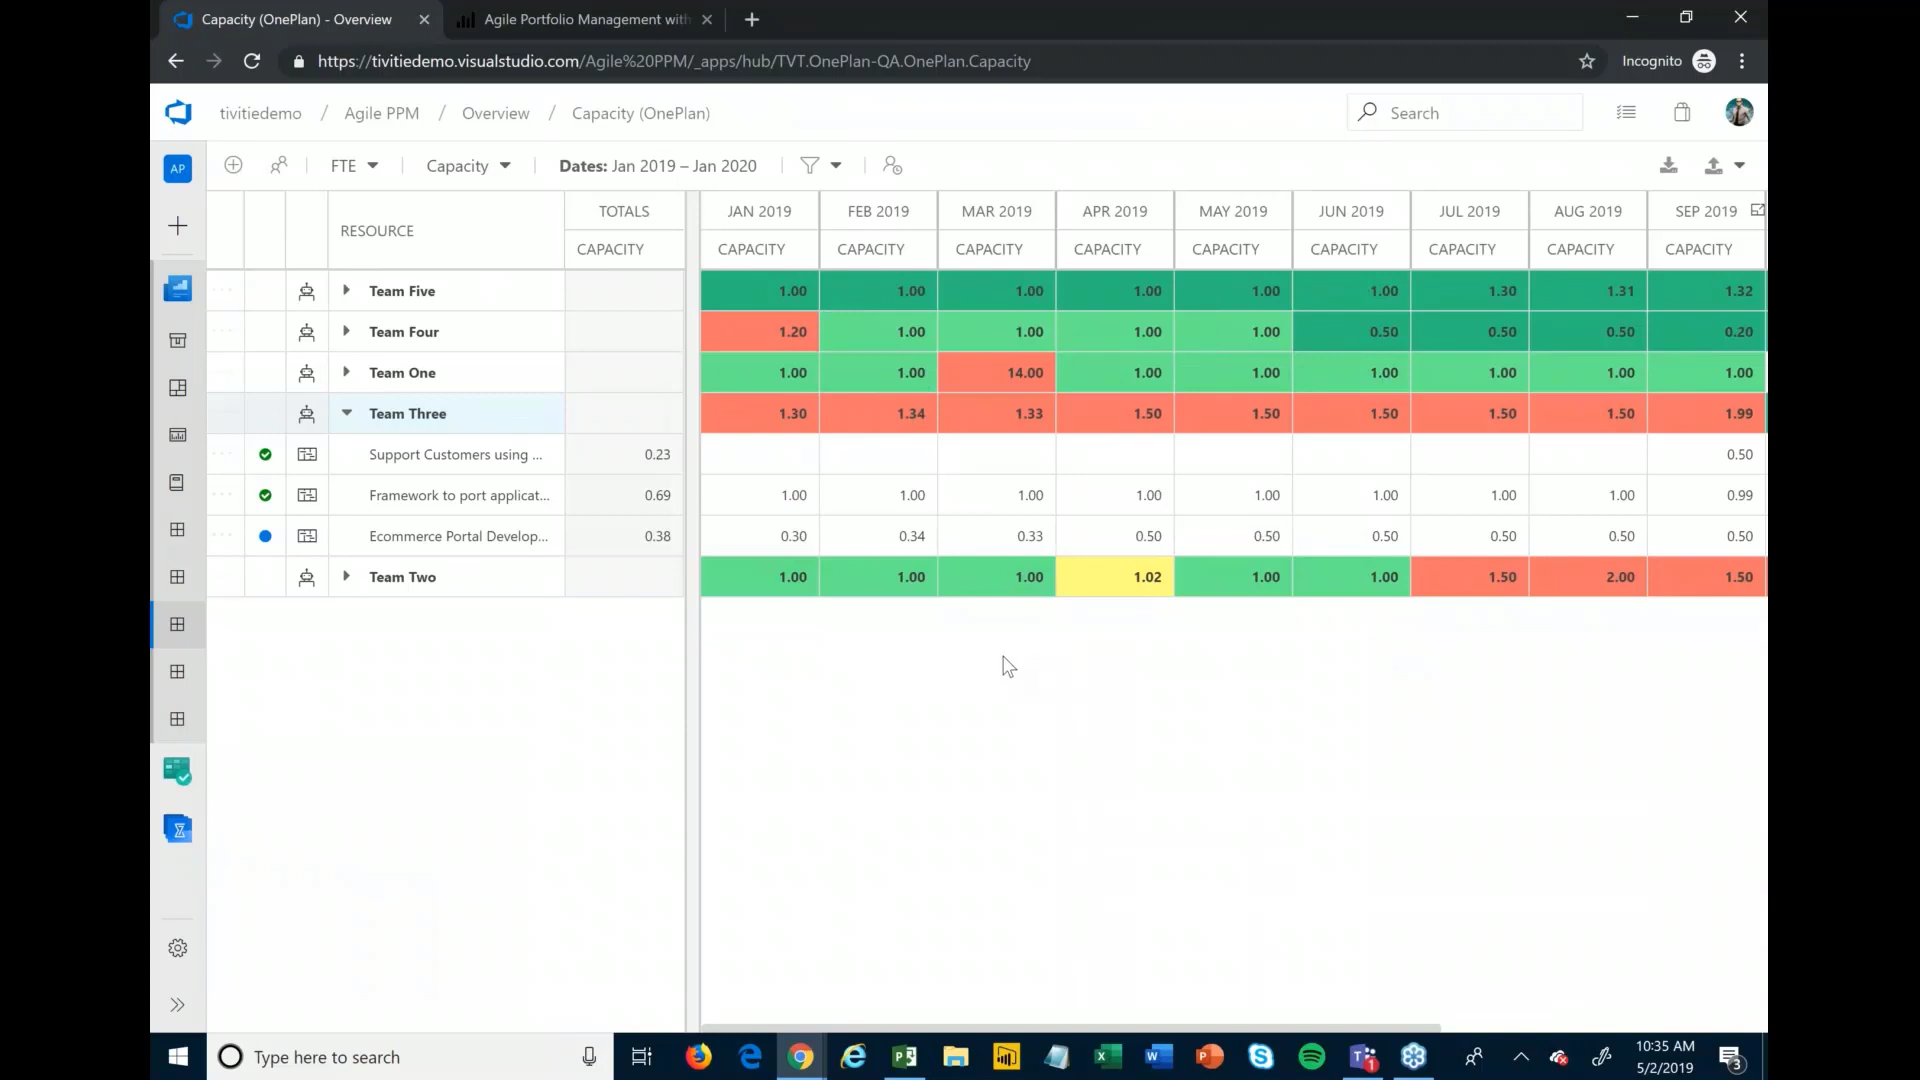 Capacity (OnePlan) - Overview
Agile Portfolio Management with
https://tivitiedemo.visualstudio.com/Agile%20PPM/_apps/hub/TVT.OnePlan-QA.OnePlan.Capacity
Incognito
tivitiedemo / Agile PPM / Overview / Capacity (OnePlan)
Search
AP
FTE
Capacity
Dates: Jan 2019 – Jan 2020
RESOURCE
TOTALS JAN 2019 FEB 2019 MAR 2019 APR 2019 MAY 2019 JUN 2019 JUL 2019 AUG 2019 SEP 2019
CAPACITY CAPACITY CAPACITY CAPACITY CAPACITY CAPACITY CAPACITY CAPACITY CAPACITY CAPACITY
Team Five 1.00 1.00 1.00 1.00 1.00 1.00 1.30 1.31 1.32
Team Four 1.20 1.00 1.00 1.00 1.00 0.50 0.50 0.50 0.20
Team One 1.00 1.00 14.00 1.00 1.00 1.00 1.00 1.00 1.00
Team Three 1.30 1.34 1.33 1.50 1.50 1.50 1.50 1.50 1.99
Support Customers using ... 0.23 0.50
Framework to port applicat... 0.69 1.00 1.00 1.00 1.00 1.00 1.00 1.00 1.00 0.99
Ecommerce Portal Develop... 0.38 0.30 0.34 0.33 0.50 0.50 0.50 0.50 0.50 0.50
Team Two 1.00 1.00 1.00 1.02 1.00 1.00 1.50 2.00 1.50
Type here to search
10:35 AM
5/2/2019
3
1